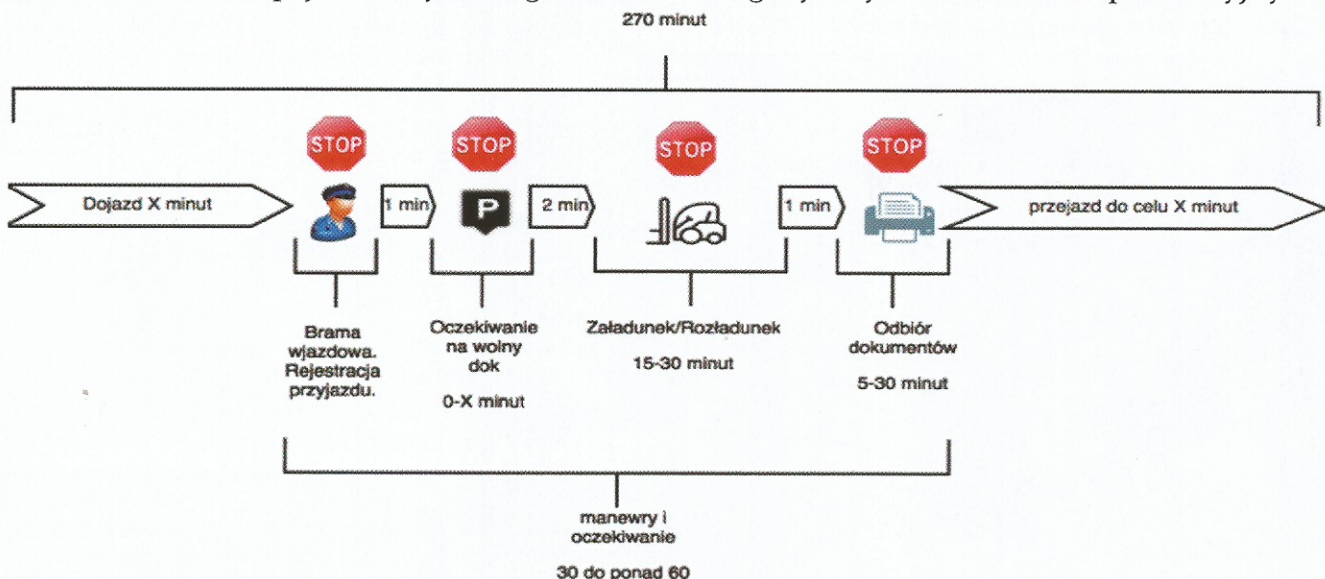 270 minut
STOP
STOP
STOP
STOP
Dojazd X minut
1 min
P
2 min
1 min
przejazd do celu X minut
Brama
wjazdowa.
Rejestracja
przyjazdu.
Oczekiwanie
na wolny
dok
0-X minut
Załadunek/Rozładunek
15-30 minut
Odbiór
dokumentów
5-30 minut
manewry i
oczekiwanie
30 do ponad 60